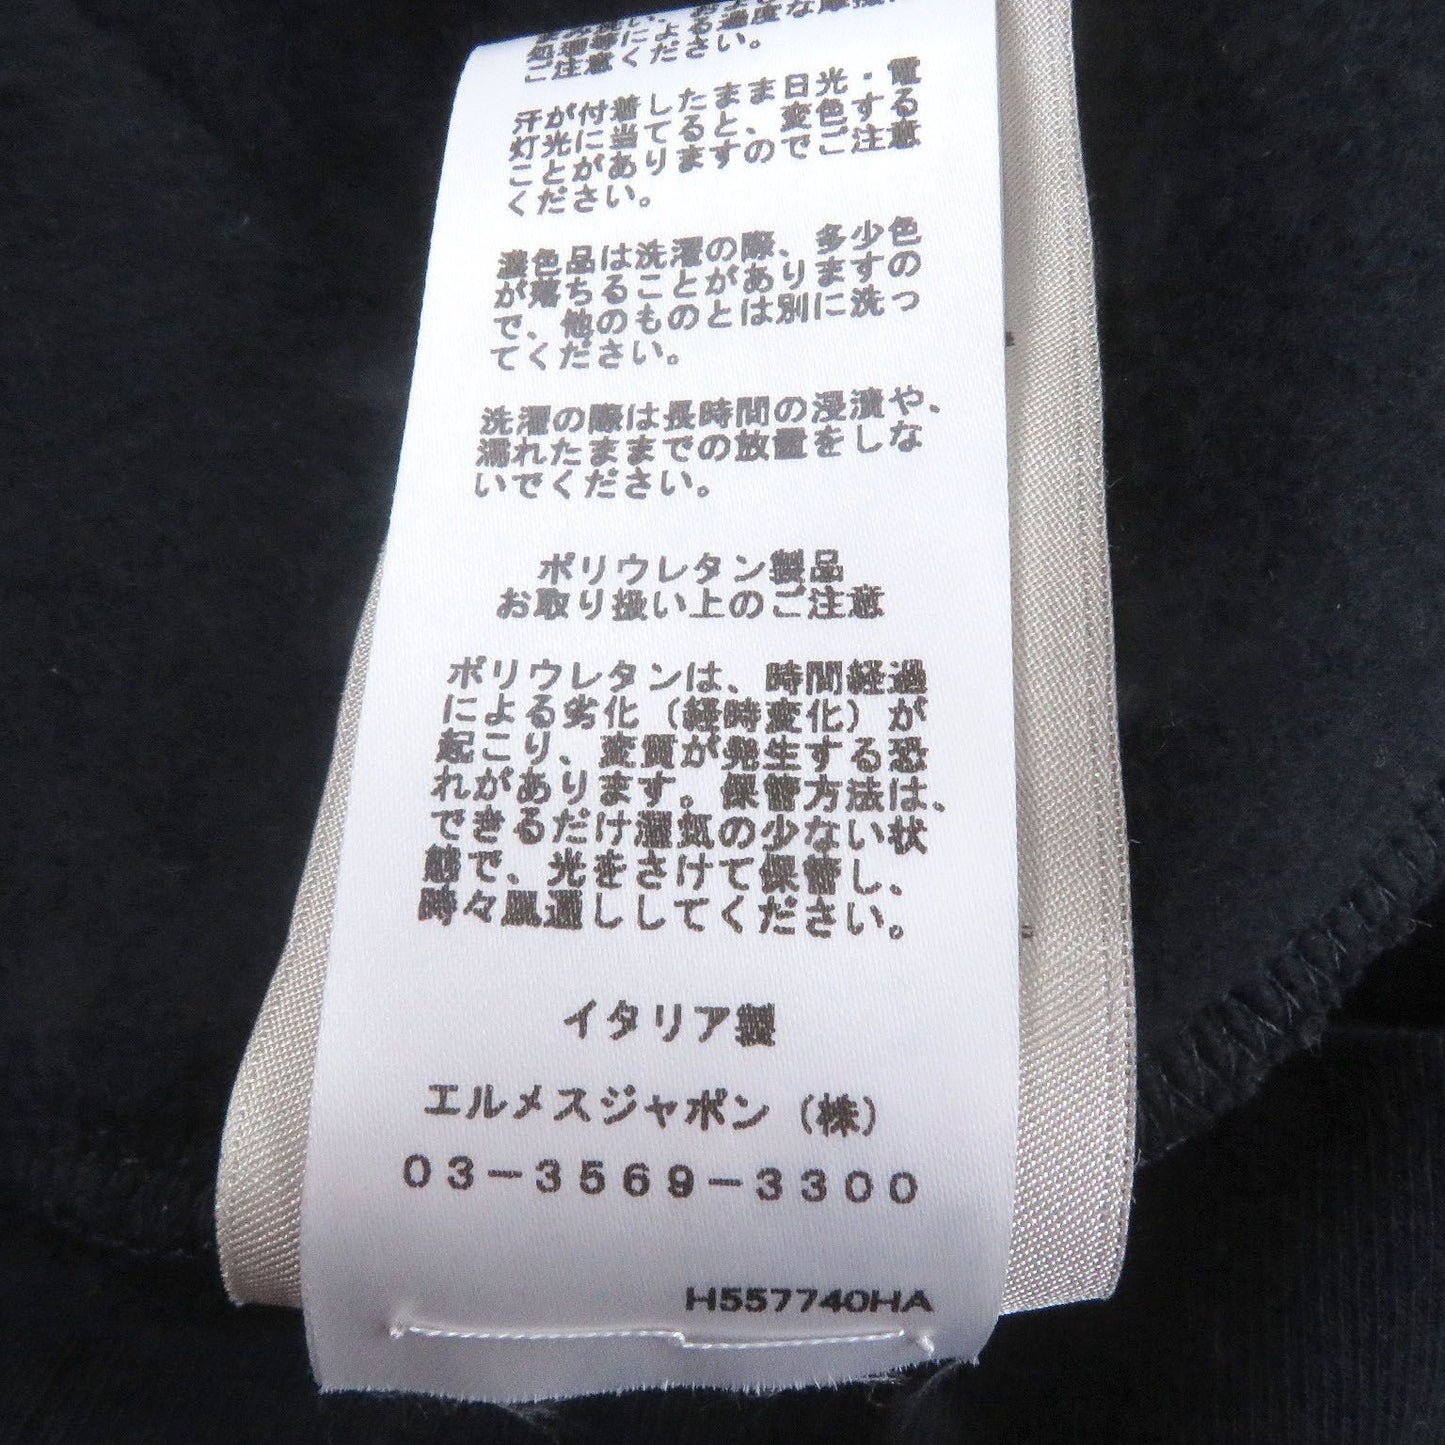 ご注意ください。
汗が付着したまま日光・電
灯光に当てると、変色する
ことがありますのでご注意
ください。
濃色品は洗濯の際、多少色
が落ちることがありますの
で、他のものとは別に洗っ
てください。
洗濯の際は長時間の浸漬や、
濡れたままでの放置をしな
いでください。
ポリウレタン製品
お取り扱い上のご注意
ポリウレタンは、時間経過
による劣化（経時変化）が
起こり、変質が発生する恐
れがあります。保管方法は、
できるだけ湿気の少ない状
態で、光をさけて保管し、
時々風通ししてください。
イタリア製
エルメスジャポン（株）
03-3569-3300
H557740HA